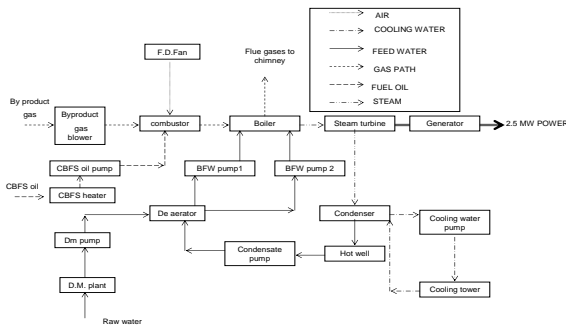 AIR
COOLING WATER
FEED WATER
GAS PATH
FUEL OIL
STEAM
F.D.Fan
Flue gases to
chimney
By product
gas
Byproduct
gas
blower
combustor
Boiler
Steam turbine
Generator
2.5 MW POWER
CBFS oil pump
BFW pump1
BFW pump 2
CBFS oil
CBFS heater
De aerator
Condenser
Cooling water
pump
Dm pump
Condensate
pump
Hot well
D.M. plant
Cooling tower
Raw water